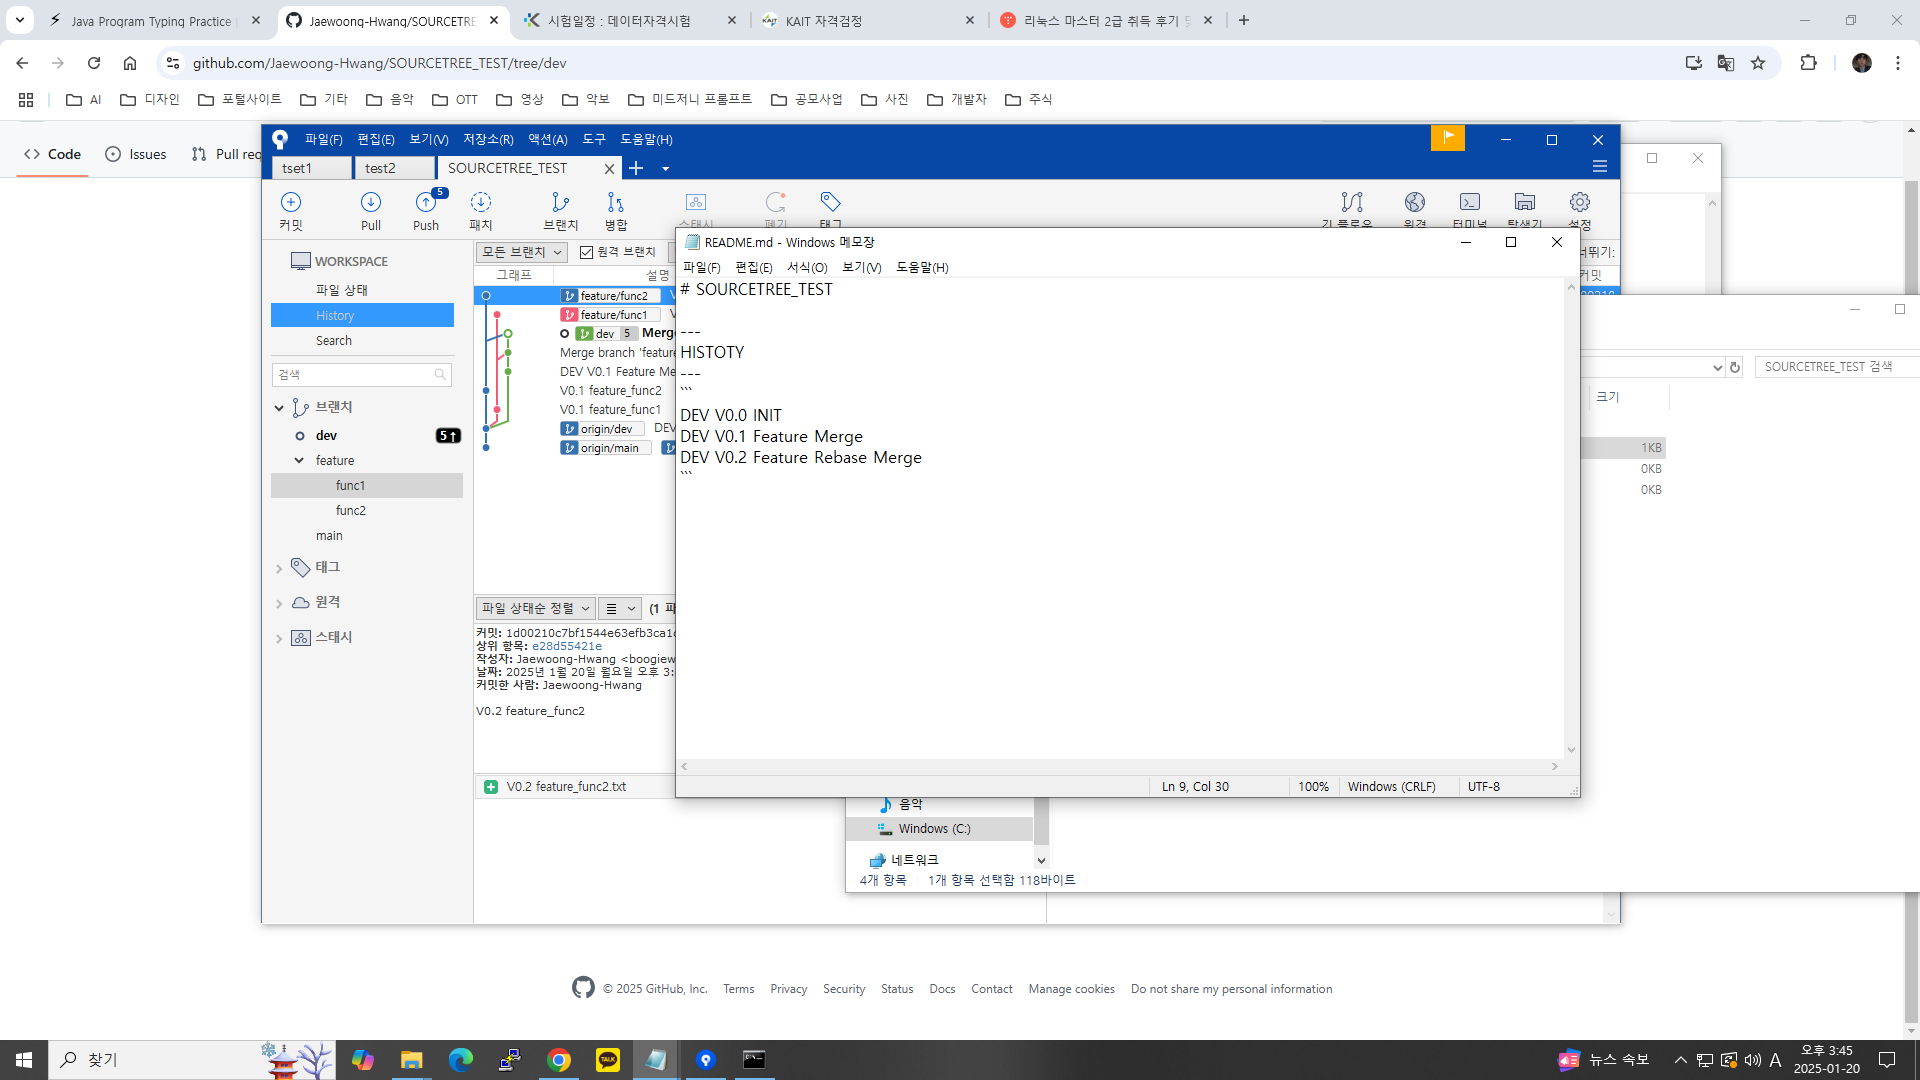 Java Program Typing Practice
Jaewoong-Hwang/SOURCETRE
시험일정 : 데이터자격시험
KAIT 자격검정
리눅스 마스터 2급 취득 후기 및
github.com/Jaewoong-Hwang/SOURCETREE_TEST/tree/dev
AI 디자인 포털사이트 기타 음악 OTT 영상 악보 미드저니 프롬프트 공모사업 사진 개발자 주식
Code Issues Pull req
파일(F) 편집(E) 보기(V) 저장소(R) 액션(A) 도구 도움말(H)
tset1 test2 SOURCETREE_TEST
5
커밋 Pull Push 패치 브랜치 병합 스태시 폐기 태그 깃 플로우 원격 터미널 탐색기 설정
WORKSPACE
파일 상태
History
Search
검색
브랜치
dev 5↑
feature
func1
func2
main
태그
원격
스태시
모든 브랜치 원격 브랜치
너뛰기:
그래프 설명 커밋
feature/func2 V
feature/func1 V
dev 5 Merge
Merge branch 'feature
DEV V0.1 Feature Me
V0.1 feature_func2
V0.1 feature_func1
origin/dev DEV
origin/main
파일 상태순 정렬 (1 파
커밋: 1d00210c7bf1544e63efb3ca1c
상위 항목: e28d55421e
작성자: Jaewoong-Hwang <boogiew
날짜: 2025년 1월 20일 월요일 오후 3:
커밋한 사람: Jaewoong-Hwang
V0.2 feature_func2
V0.2 feature_func2.txt
README.md - Windows 메모장
파일(F) 편집(E) 서식(O) 보기(V) 도움말(H)
# SOURCETREE_TEST
---
HISTOTY
---
```
DEV V0.0 INIT
DEV V0.1 Feature Merge
DEV V0.2 Feature Rebase Merge
```
Ln 9, Col 30 100% Windows (CRLF) UTF-8
SOURCETREE_TEST 검색
크기
1KB
0KB
0KB
음악
Windows (C:)
네트워크
4개 항목 1개 항목 선택함 118바이트
© 2025 GitHub, Inc. Terms Privacy Security Status Docs Contact Manage cookies Do not share my personal information
찾기
TALK
뉴스 속보
A
오후 3:45
2025-01-20